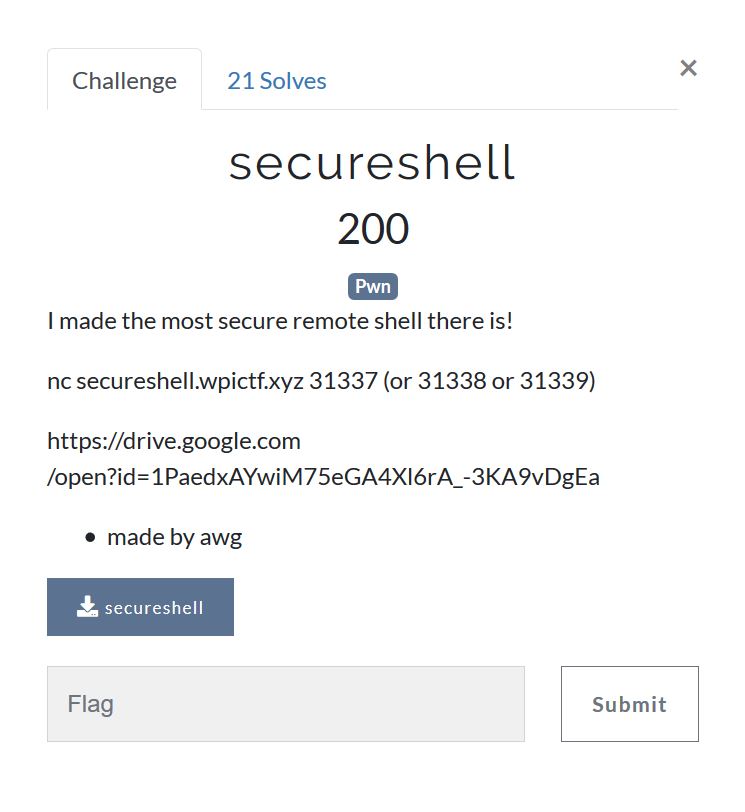 Challenge
21 Solves
×
secureshell
200
Pwn
I made the most secure remote shell there is!
nc secureshell.wpictf.xyz 31337 (or 31338 or 31339)
https://drive.google.com
/open?id=1PaedxAYwiM75eGA4Xl6rA_-3KA9vDgEa
• made by awg
secureshell
Flag
Submit